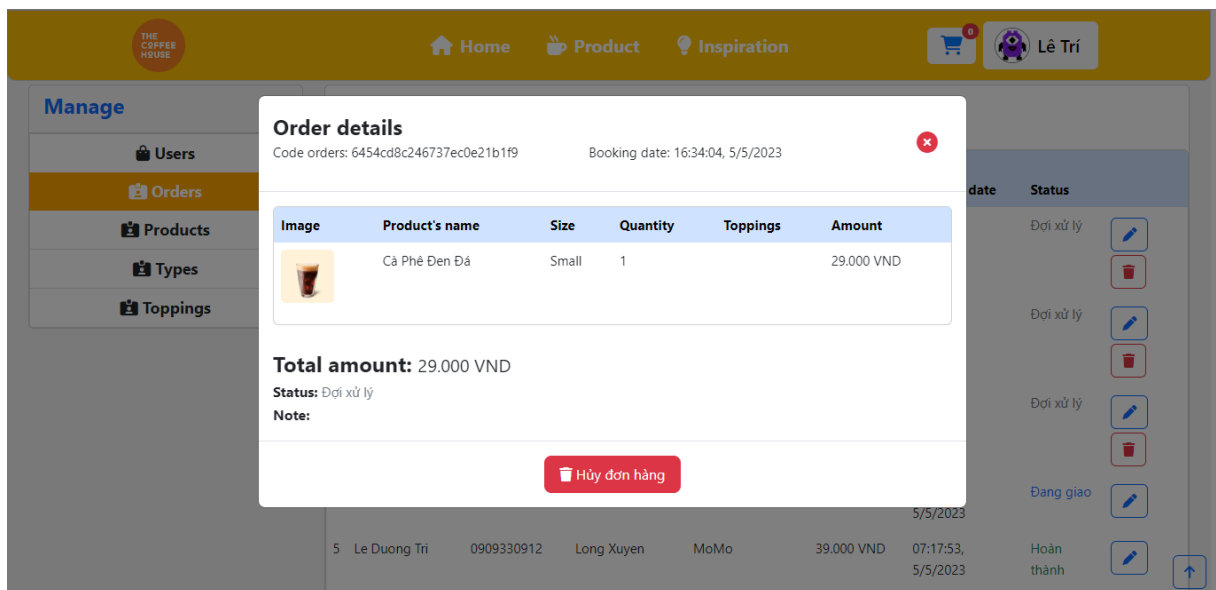 THE
COFFEE
HOUSE
Home
Product
Inspiration
0
Lê Trí
Manage
Users
Orders
Products
Types
Toppings
Order details
Code orders: 6454cd8c246737ec0e21b1f9
Booking date: 16:34:04, 5/5/2023
Image Product's name Size Quantity Toppings Amount
Cà Phê Đen Đá Small 1 29.000 VND
Total amount: 29.000 VND
Status: Đợi xử lý
Note:
Hủy đơn hàng
date Status
Đợi xử lý
Đợi xử lý
Đợi xử lý
Đang giao
5/5/2023
5 Le Duong Tri 0909330912 Long Xuyen MoMo 39.000 VND 07:17:53, Hoàn
5/5/2023 thành